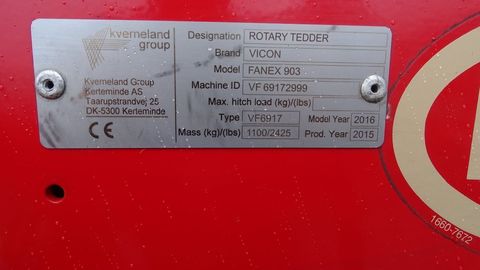 kverneland
group
Kverneland Group
Kerteminde AS
Taarupstrandvej. 25
DK-5300 Kerteminde
CE
Designation ROTARY TEDDER
Brand VICON
Model FANEX 903
Machine ID VF 69172999
Max. hitch load (kg)/(lbs)
Type VF6917 Model Year 2016
Mass (kg)/(lbs) 1100/2425 Prod. Year 2015
1660-7672